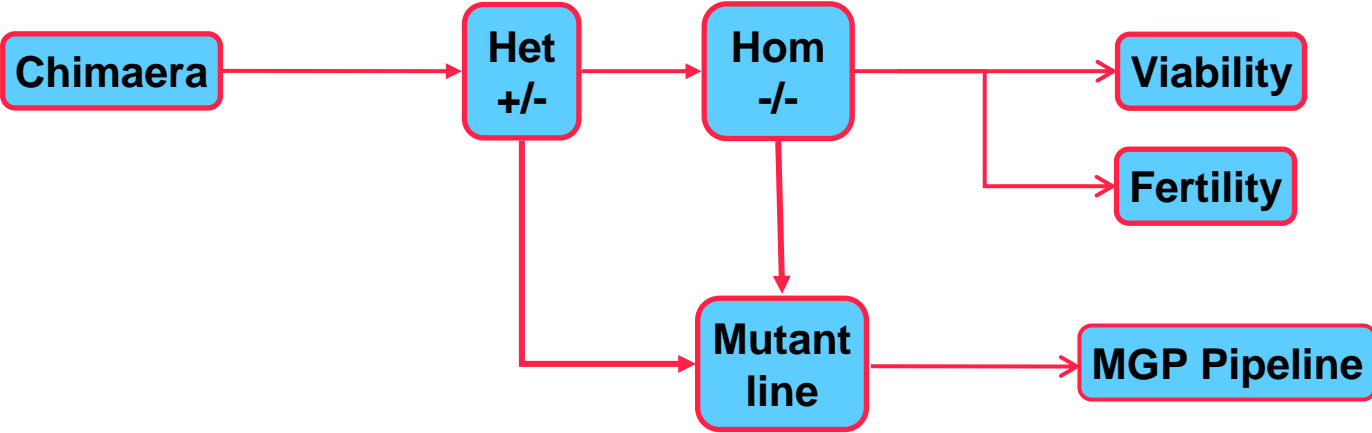 Chimaera
Het
+/-
Hom
-/-
Viability
Fertility
Mutant
line
MGP Pipeline